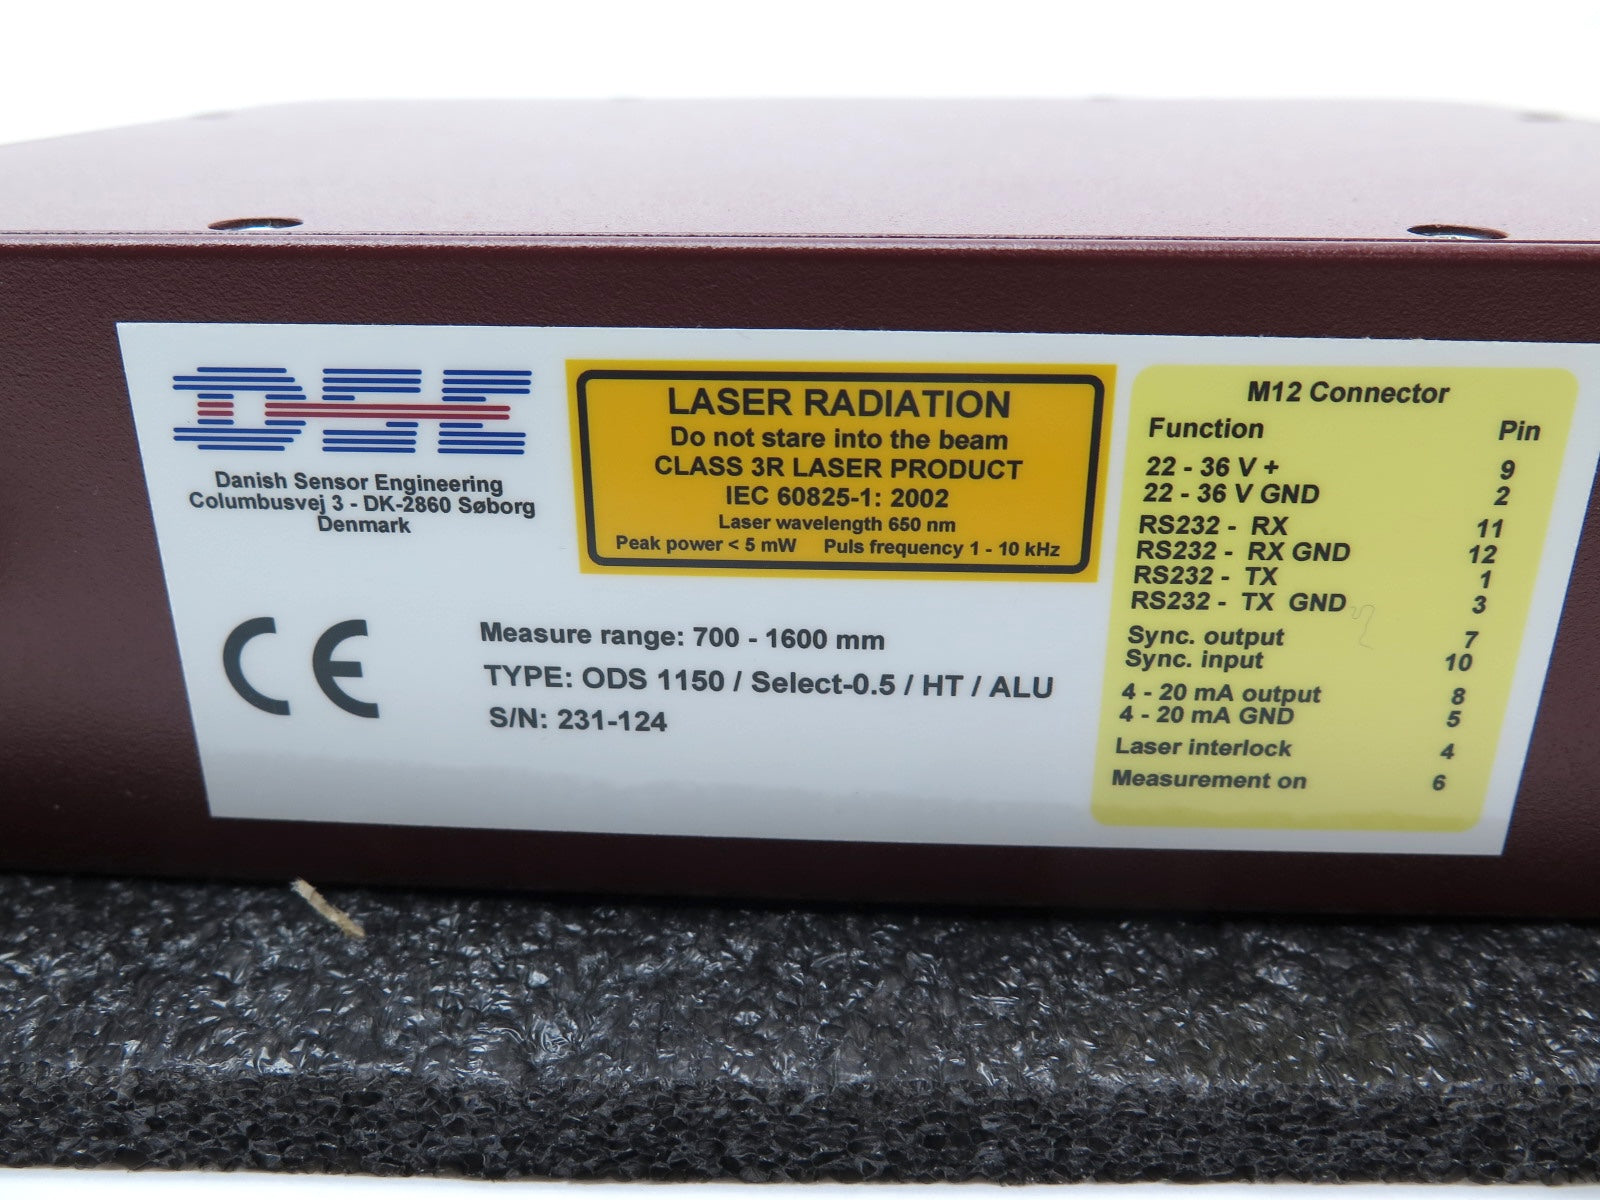 DSE
Danish Sensor Engineering
Columbusvej 3 - DK-2860 Søborg
Denmark
LASER RADIATION
Do not stare into the beam
CLASS 3R LASER PRODUCT
IEC 60825-1: 2002
Laser wavelength 650 nm
Peak power < 5 mW Puls frequency 1 - 10 kHz
CE
Measure range: 700 - 1600 mm
TYPE: ODS 1150 / Select-0.5 / HT / ALU
S/N: 231-124
M12 Connector
Function Pin
22 - 36 V + 9
22 - 36 V GND 2
RS232 - RX 11
RS232 - RX GND 12
RS232 - TX 1
RS232 - TX GND 3
Sync. output 7
Sync. input 10
4 - 20 mA output 8
4 - 20 mA GND 5
Laser interlock 4
Measurement on 6